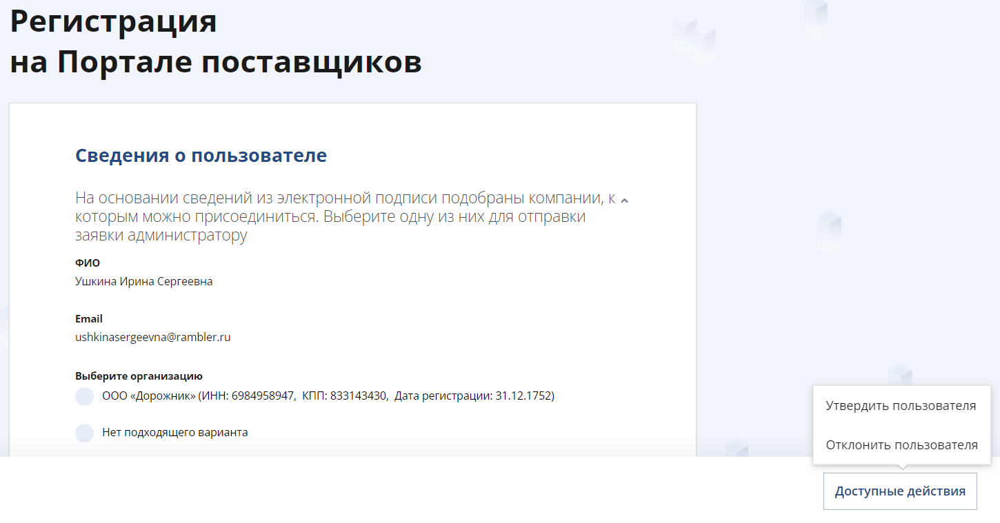 Регистрация
на Портале поставщиков
Сведения о пользователе
На основании сведений из электронной подписи подобраны компании, к
которым можно присоединиться. Выберите одну из них для отправки
заявки администратору
ФИО
Ушкина Ирина Сергеевна
Email
ushkinasergeevna@rambler.ru
Выберите организацию
ООО «Дорожник» (ИНН: 6984958947, КПП: 833143430, Дата регистрации: 31.12.1752)
Нет подходящего варианта
Утвердить пользователя
Отклонить пользователя
Доступные действия